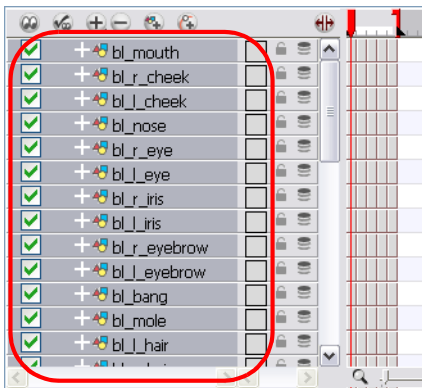 bl_mouth
bl_r_cheek
bl_l_cheek
bl_nose
bl_r_eye
bl_l_eye
bl_r_iris
bl_l_iris
bl_r_eyebrow
bl_l_eyebrow
bl_bang
bl_mole
bl_l_hair